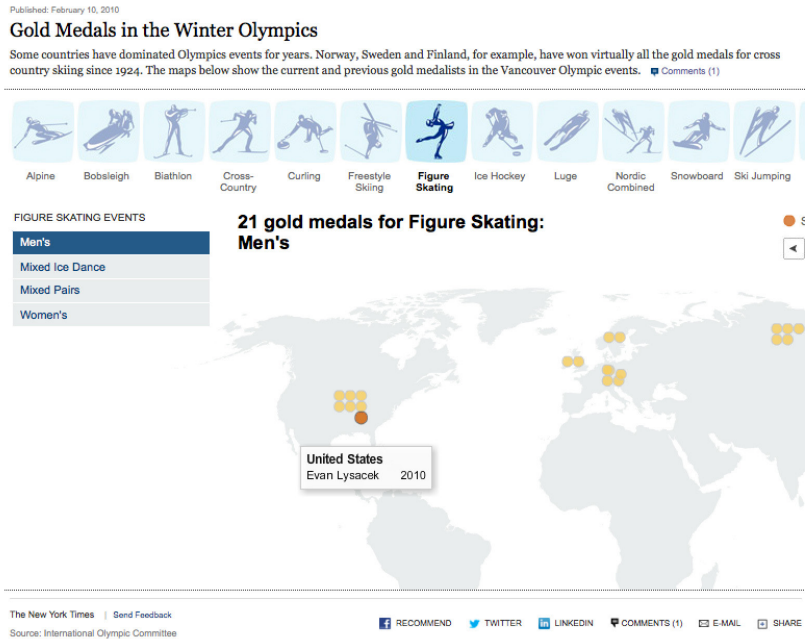 Published: February 10, 2010
Gold Medals in the Winter Olympics
Some countries have dominated Olympics events for years. Norway, Sweden and Finland, for example, have won virtually all the gold medals for cross
country skiing since 1924. The maps below show the current and previous gold medalists in the Vancouver Olympic events. Comments (1)
Alpine Bobsleigh Biathlon Cross- Curling Freestyle Figure Ice Hockey Luge Nordic Snowboard Ski Jumping
Country Skiing Skating Combined
FIGURE SKATING EVENTS
Men's
Mixed Ice Dance
Mixed Pairs
Women's
21 gold medals for Figure Skating:
Men's
S
United States
Evan Lysacek 2010
The New York Times | Send Feedback
Source: International Olympic Committee
RECOMMEND TWITTER LINKEDIN COMMENTS (1) E-MAIL SHARE